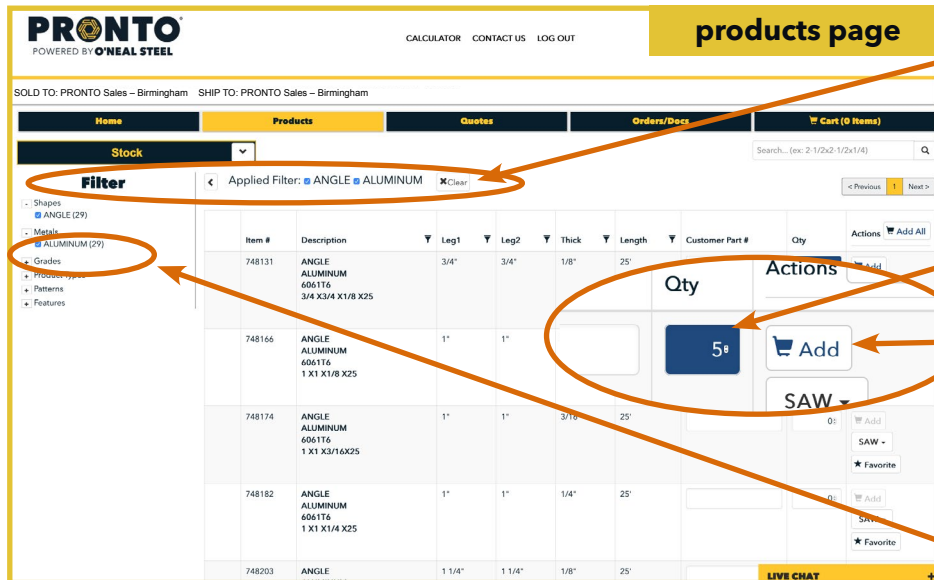 PRONTO
POWERED BY O'NEAL STEEL
CALCULATOR CONTACT US LOG OUT
products page
SOLD TO: PRONTO Sales – Birmingham SHIP TO: PRONTO Sales – Birmingham
Home Products Quotes Orders/Docs Cart (0 Items)
Stock
Search... (ex: 2-1/2x2-1/2x1/4)
Filter
Applied Filter: ANGLE ALUMINUM Clear
< Previous 1 Next >
- Shapes
ANGLE (29)
- Metals
ALUMINUM (29)
+ Grades
+ Product Types
+ Patterns
+ Features
Item # Description Leg1 Leg2 Thick Length Customer Part # Qty Actions Add All
748131 ANGLE 3/4" 3/4" 1/8" 25' Add
ALUMINUM
6061T6
3/4 X3/4 X1/8 X25
Qty Actions
5 Add
SAW
748166 ANGLE 1" 1"
ALUMINUM
6061T6
1 X1 X1/8 X25
748174 ANGLE 1" 1" 3/16" 25' 0 Add
ALUMINUM
6061T6
1 X1 X3/16X25
SAW
Favorite
748182 ANGLE 1" 1" 1/4" 25' 0 Add
ALUMINUM
6061T6
1 X1 X1/4 X25
SAW
Favorite
748203 ANGLE 1 1/4" 1 1/4" 1/8" 25'
LIVE CHAT +